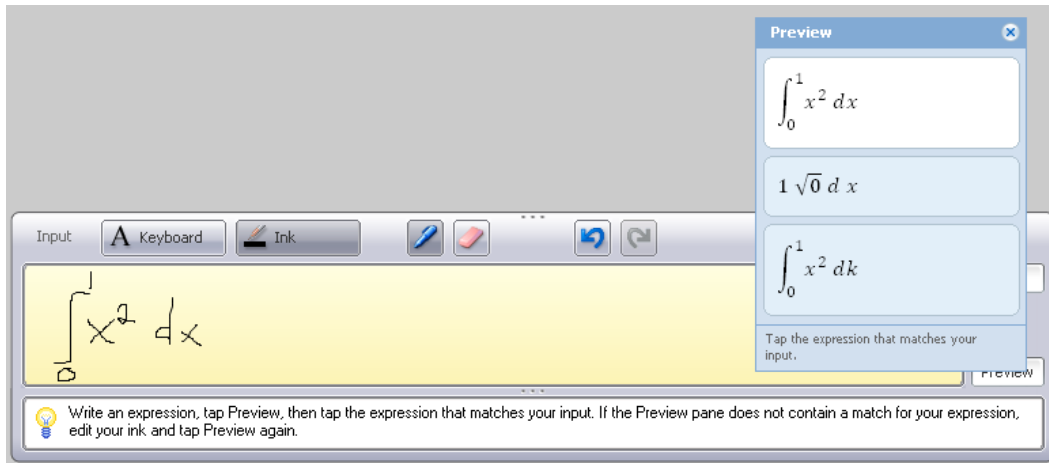 Preview
∫₀¹ x² dx
1 √0 d x
∫₀¹ x² dk
Tap the expression that matches your
input.
Input A Keyboard Ink
∫₀¹ x² dx
Preview
Write an expression, tap Preview, then tap the expression that matches your input. If the Preview pane does not contain a match for your expression,
edit your ink and tap Preview again.